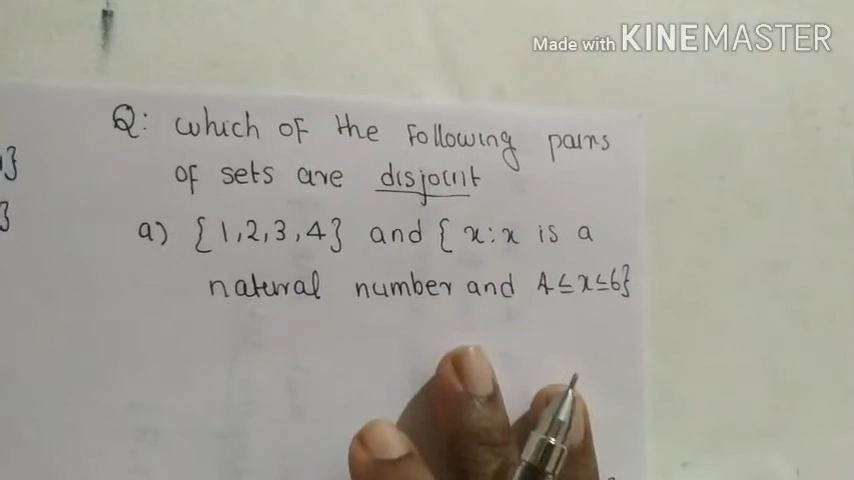 Made with KINEMASTER
Q: which of the following pairs
of sets are disjoint
a) {1,2,3,4} and {x:x is a
natural number and 4≤x≤6}
}
}